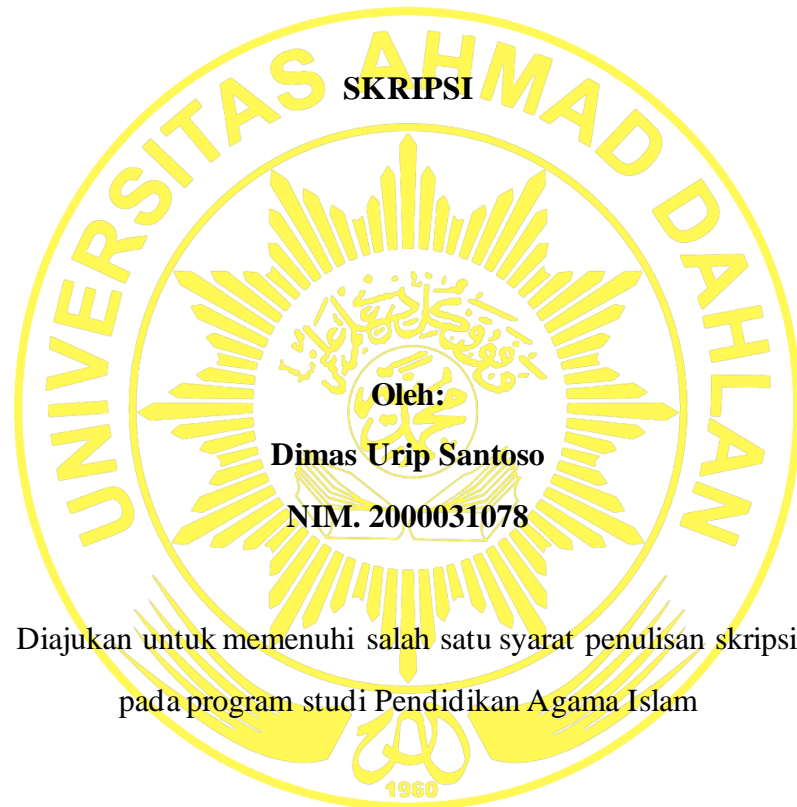 UNIVERSITAS AHMAD DAHLAN
SKRIPSI
Oleh:
Dimas Urip Santoso
NIM. 2000031078
Diajukan untuk memenuhi salah satu syarat penulisan skripsi
pada program studi Pendidikan Agama Islam
1960